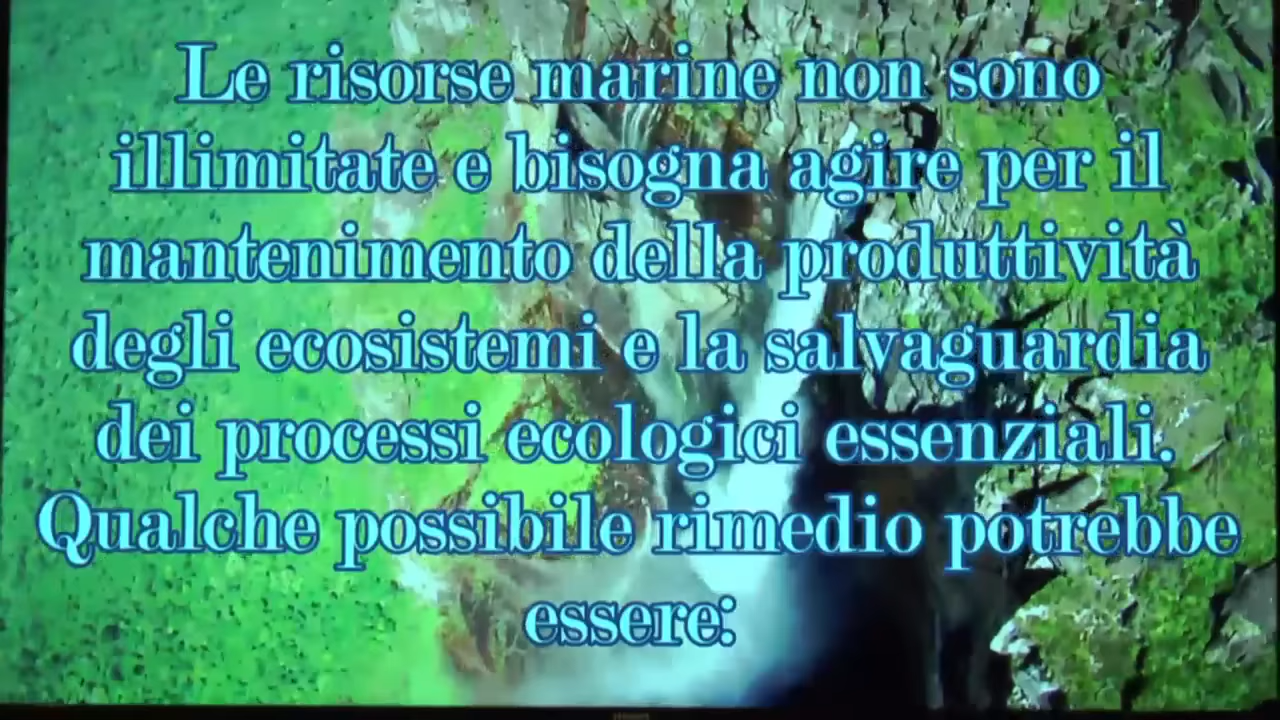 Le risorse marine non sono
illimitate e bisogna agire per il
mantenimento della produttività
degli ecosistemi e la salvaguardia
dei processi ecologici essenziali.
Qualche possibile rimedio potrebbe
essere: